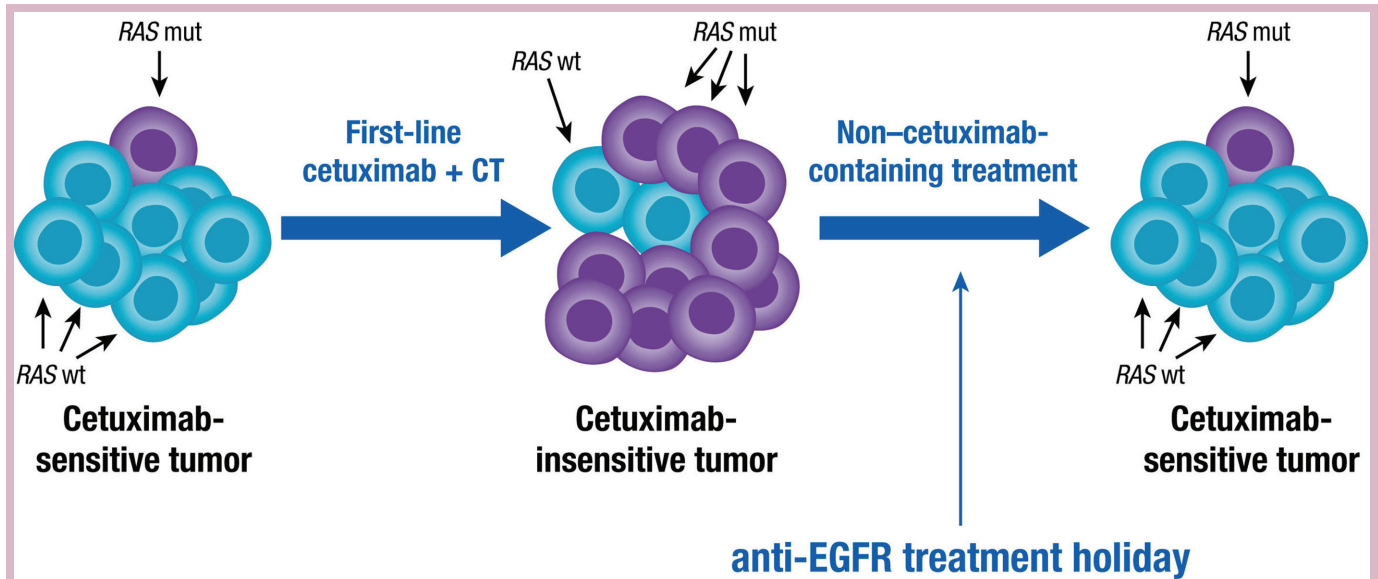 RAS mut
RAS wt
RAS mut
RAS mut
First-line
cetuximab + CT
Non–cetuximab-
containing treatment
RAS wt
RAS wt
Cetuximab-
sensitive tumor
Cetuximab-
insensitive tumor
Cetuximab-
sensitive tumor
anti-EGFR treatment holiday